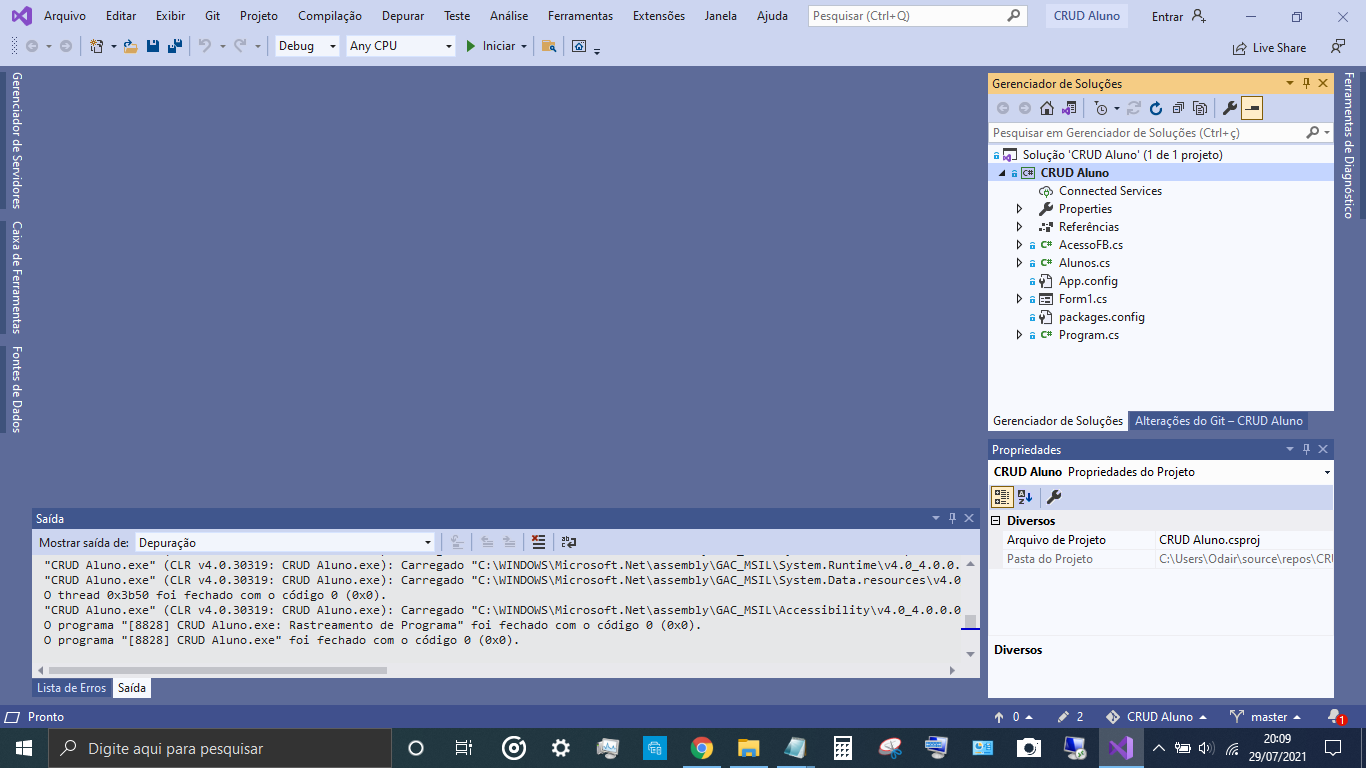 Arquivo Editar Exibir Git Projeto Compilação Depurar Teste Análise Ferramentas Extensões Janela Ajuda Pesquisar (Ctrl+Q) CRUD Aluno Entrar
Debug Any CPU Iniciar Live Share
Gerenciador de Servidores
Caixa de Ferramentas
Fontes de Dados
Gerenciador de Soluções
Pesquisar em Gerenciador de Soluções (Ctrl+ç)
Solução 'CRUD Aluno' (1 de 1 projeto)
CRUD Aluno
Connected Services
Properties
Referências
AcessoFB.cs
Alunos.cs
App.config
Form1.cs
packages.config
Program.cs
Gerenciador de Soluções Alterações do Git – CRUD Aluno
Ferramentas de Diagnóstico
Propriedades
CRUD Aluno Propriedades do Projeto
Diversos
Arquivo de Projeto CRUD Aluno.csproj
Pasta do Projeto C:\Users\Odair\source\repos\CRU
Diversos
Saída
Mostrar saída de: Depuração
"CRUD Aluno.exe" (CLR v4.0.30319: CRUD Aluno.exe): Carregado "C:\WINDOWS\Microsoft.Net\assembly\GAC_MSIL\System.Runtime\v4.0_4.0.0.
"CRUD Aluno.exe" (CLR v4.0.30319: CRUD Aluno.exe): Carregado "C:\WINDOWS\Microsoft.Net\assembly\GAC_MSIL\System.Data.resources\v4.0
O thread 0x3b50 foi fechado com o código 0 (0x0).
"CRUD Aluno.exe" (CLR v4.0.30319: CRUD Aluno.exe): Carregado "C:\WINDOWS\Microsoft.Net\assembly\GAC_MSIL\Accessibility\v4.0_4.0.0.0
O programa "[8828] CRUD Aluno.exe: Rastreamento de Programa" foi fechado com o código 0 (0x0).
O programa "[8828] CRUD Aluno.exe" foi fechado com o código 0 (0x0).
Lista de Erros Saída
Pronto 0 2 CRUD Aluno master 1
Digite aqui para pesquisar
20:09
29/07/2021